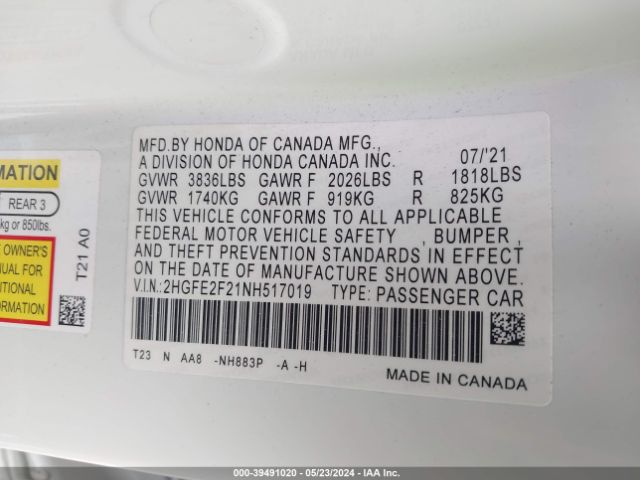 MATION
REAR 3
kg or 850lbs.
OWNER'S
NUAL FOR
ITIONAL
ORMATION
T21 A0
MFD.BY HONDA OF CANADA MFG.,
A DIVISION OF HONDA CANADA INC. 07/'21
GVWR 3836LBS GAWR F 2026LBS R 1818LBS
GVWR 1740KG GAWR F 919KG R 825KG
THIS VEHICLE CONFORMS TO ALL APPLICABLE
FEDERAL MOTOR VEHICLE SAFETY , BUMPER ,
AND THEFT PREVENTION STANDARDS IN EFFECT
ON THE DATE OF MANUFACTURE SHOWN ABOVE.
V.I.N.:2HGFE2F21NH517019 TYPE: PASSENGER CAR
T23 N AA8 -NH883P -A -H
MADE IN CANADA
000-39491020 - 05/23/2024 - IAA Inc.